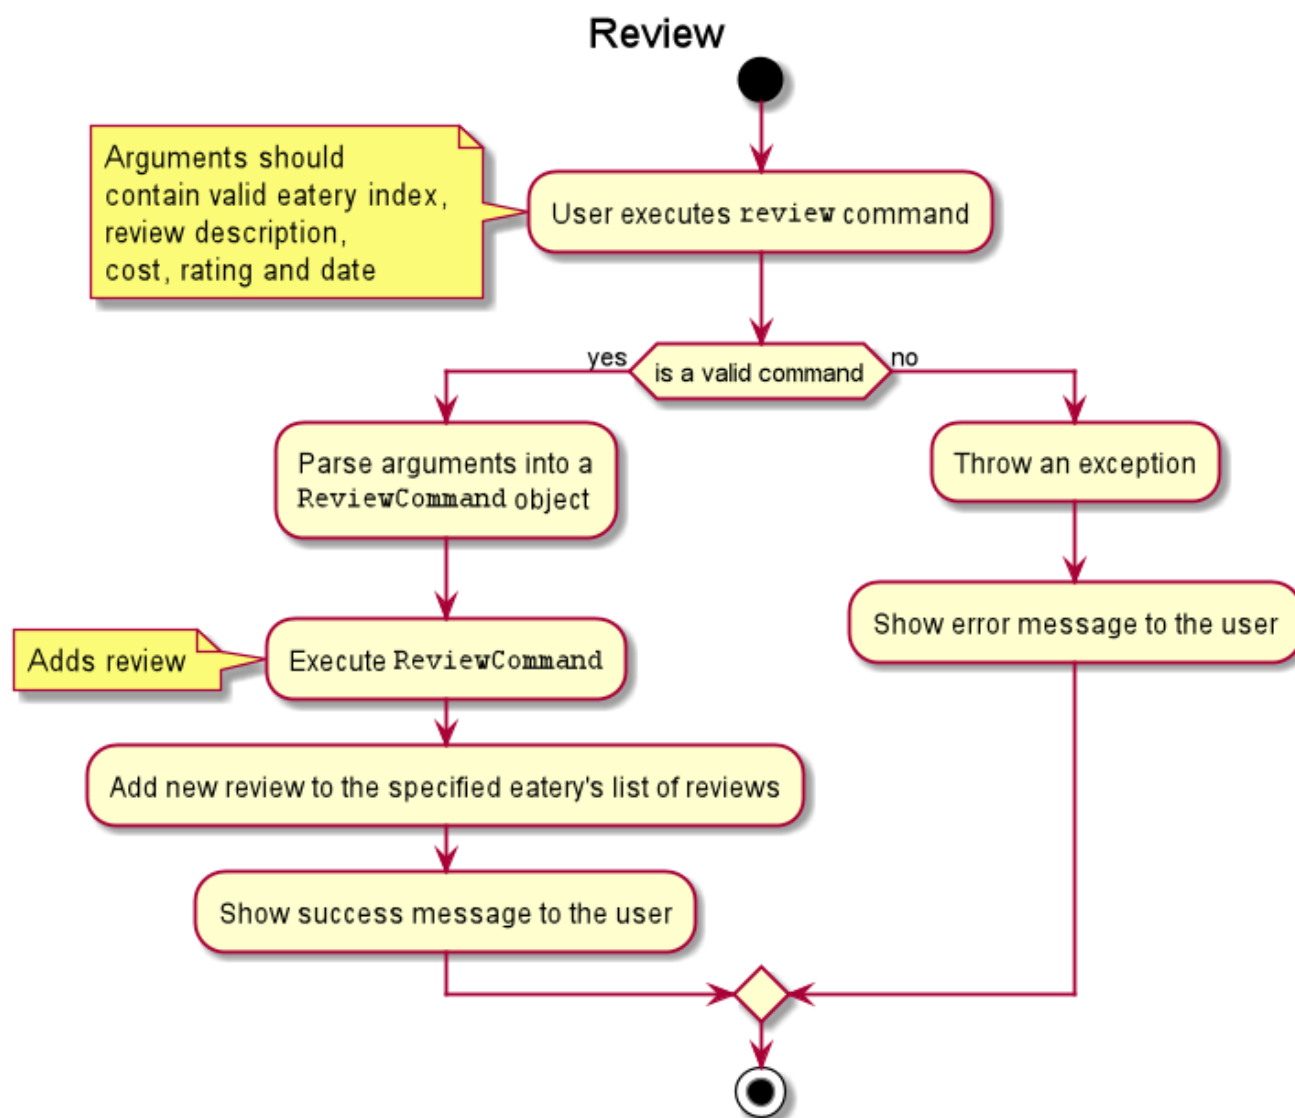 Review
Arguments should
contain valid eatery index,
review description,
cost, rating and date
User executes review command
yes
is a valid command
no
Parse arguments into a
ReviewCommand object
Throw an exception
Adds review
Execute ReviewCommand
Show error message to the user
Add new review to the specified eatery's list of reviews
Show success message to the user